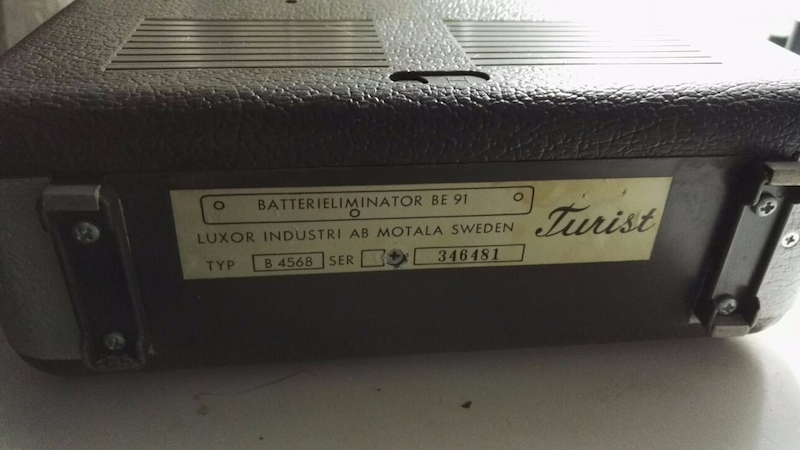 BATTERIELIMINATOR BE 91
LUXOR INDUSTRI AB MOTALA SWEDEN
TYP B 4568 SER 346481
Turist